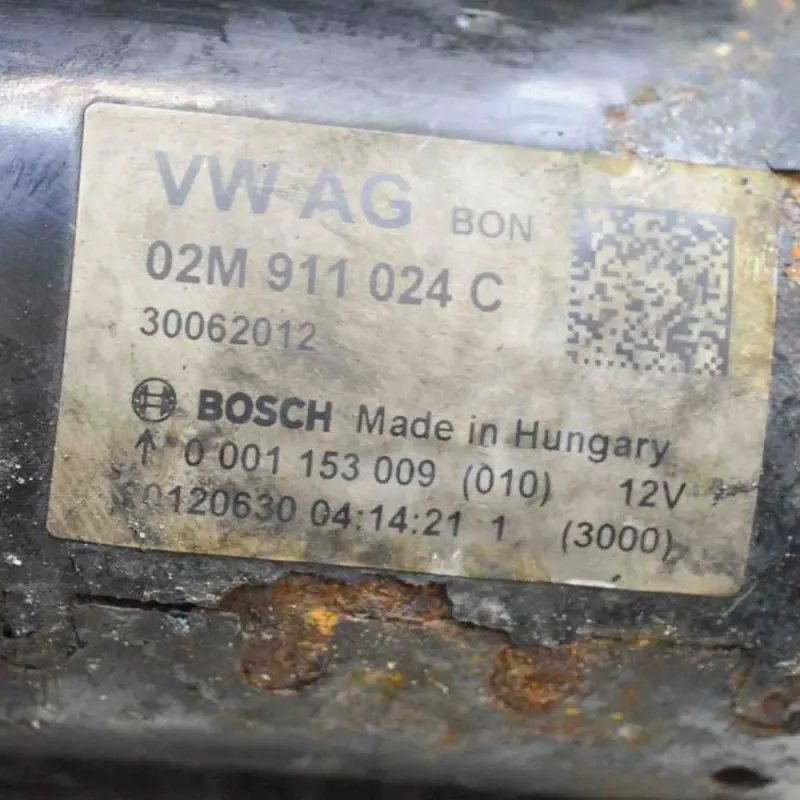 VW AG BON
02M 911 024 C
30062012
BOSCH Made in Hungary
↑ 0 001 153 009 (010) 12V
0120630 04:14:21 1 (3000)